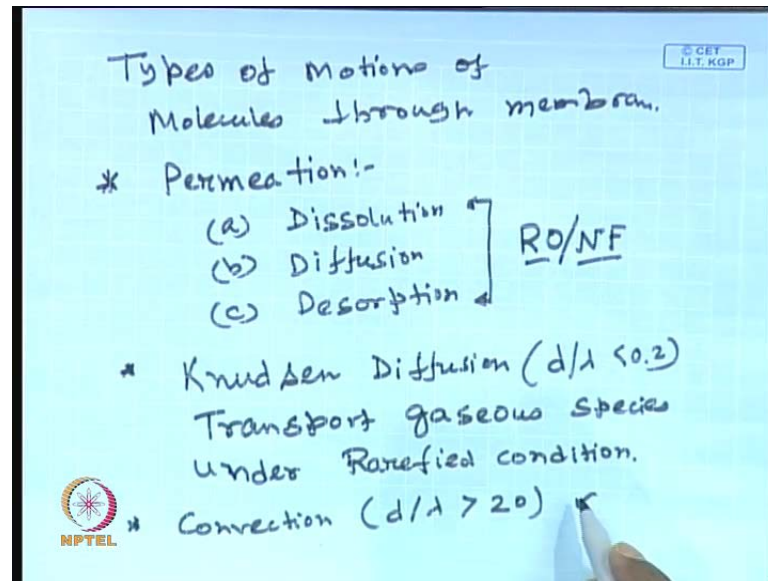 Types of Motions of
Molecules through membran.
© CET
I.I.T. KGP
* Permeation:-
(a) Dissolution
(b) Diffusion
(c) Desorption
RO/NF
* Knudsen Diffusion (d/λ <0.2)
Transport gaseous species
under Rarefied condition.
* Convection (d/λ > 20)
NPTEL